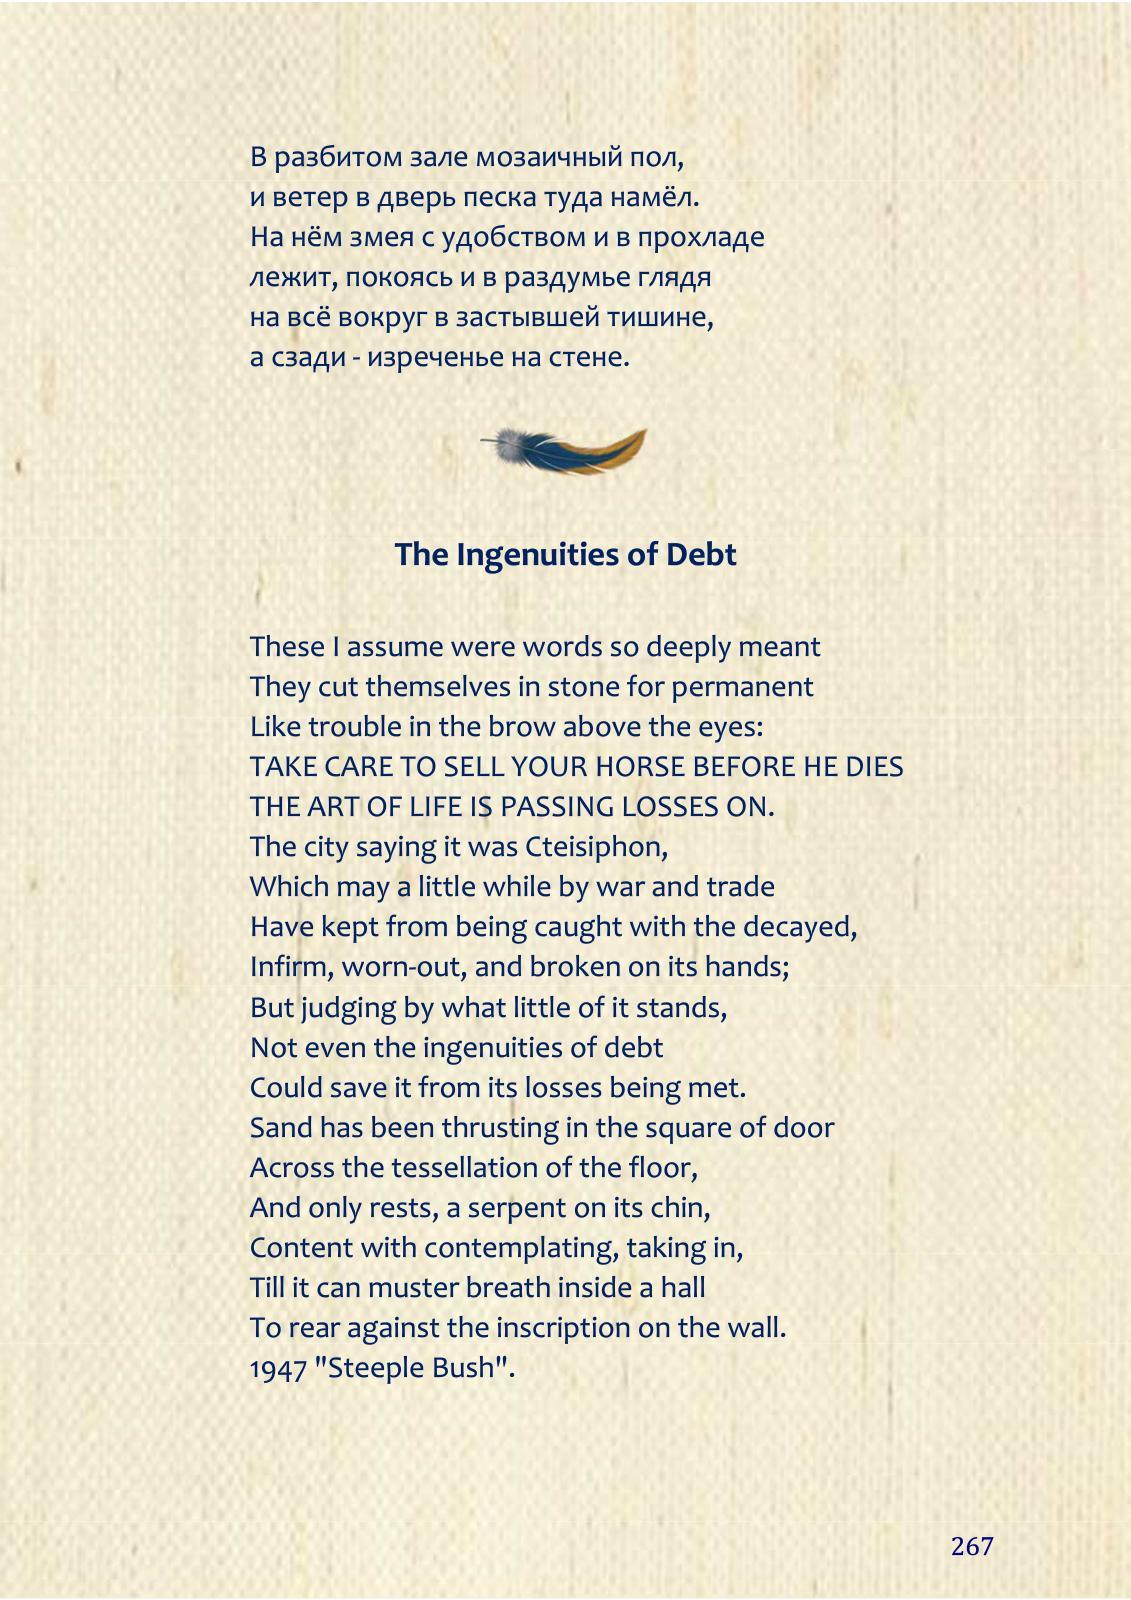 В разбитом зале мозаичный пол,
и ветер в дверь песка туда намёл.
На нём змея с удобством и в прохладе
лежит, покоясь и в раздумье глядя
на всё вокруг в застывшей тишине,
а сзади - изреченье на стене.
The Ingenuities of Debt
These I assume were words so deeply meant
They cut themselves in stone for permanent
Like trouble in the brow above the eyes:
TAKE CARE TO SELL YOUR HORSE BEFORE HE DIES
THE ART OF LIFE IS PASSING LOSSES ON.
The city saying it was Cteisiphon,
Which may a little while by war and trade
Have kept from being caught with the decayed,
Infirm, worn-out, and broken on its hands;
But judging by what little of it stands,
Not even the ingenuities of debt
Could save it from its losses being met.
Sand has been thrusting in the square of door
Across the tessellation of the floor,
And only rests, a serpent on its chin,
Content with contemplating, taking in,
Till it can muster breath inside a hall
To rear against the inscription on the wall.
1947 "Steeple Bush".
267